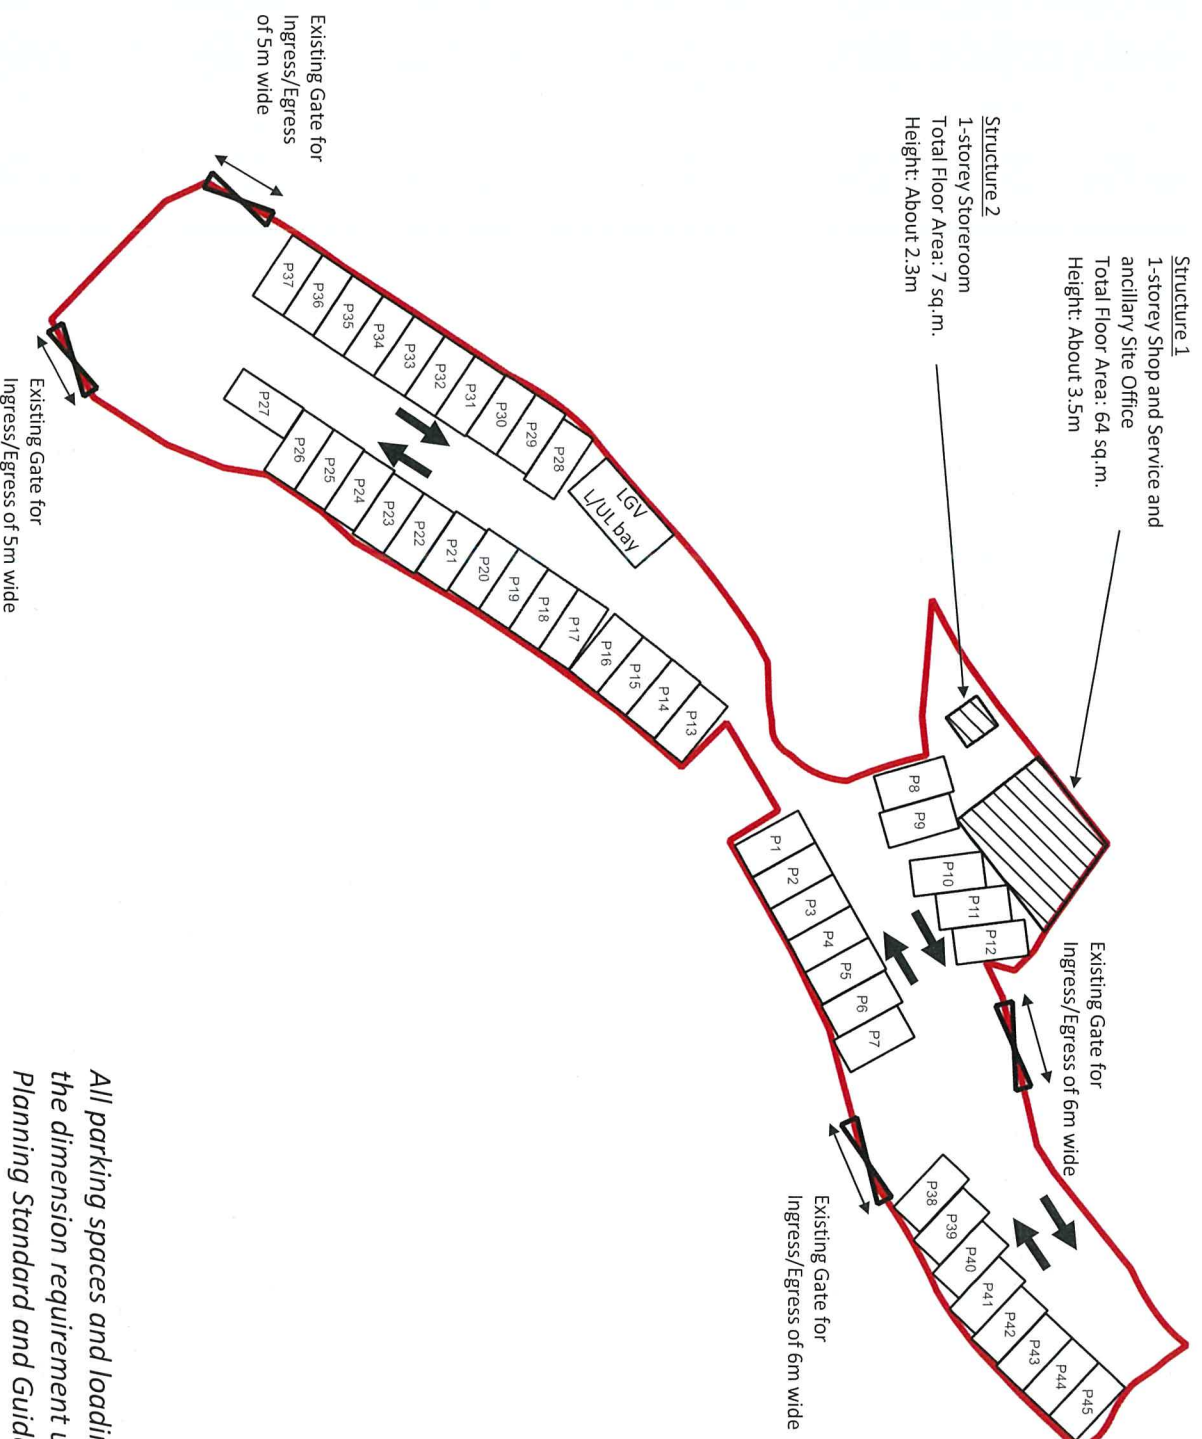 Structure 1
1-storey Shop and Service and
ancillary Site Office
Total Floor Area: 64 sq.m.
Height: About 3.5m
Structure 2
1-storey Storeroom
Total Floor Area: 7 sq.m.
Height: About 2.3m
Existing Gate for
Ingress/Egress of 6m wide
Existing Gate for
Ingress/Egress
of 5m wide
P45
P44
P43
P42
P41
P40
P39
P38
P12
P11
P10
P9
P8
P7
P6
P5
P4
P3
P2
P1
Existing Gate for
Ingress/Egress of 6m wide
LGV
L/UL bay
P13
P14
P15
P16
P17
P18
P19
P20
P21
P22
P23
P24
P25
P26
P27
P28
P29
P30
P31
P32
P33
P34
P35
P36
P37
Existing Gate for
Ingress/Egress of 5m wide
All parking spaces and loadin
the dimension requirement
Planning Standard and